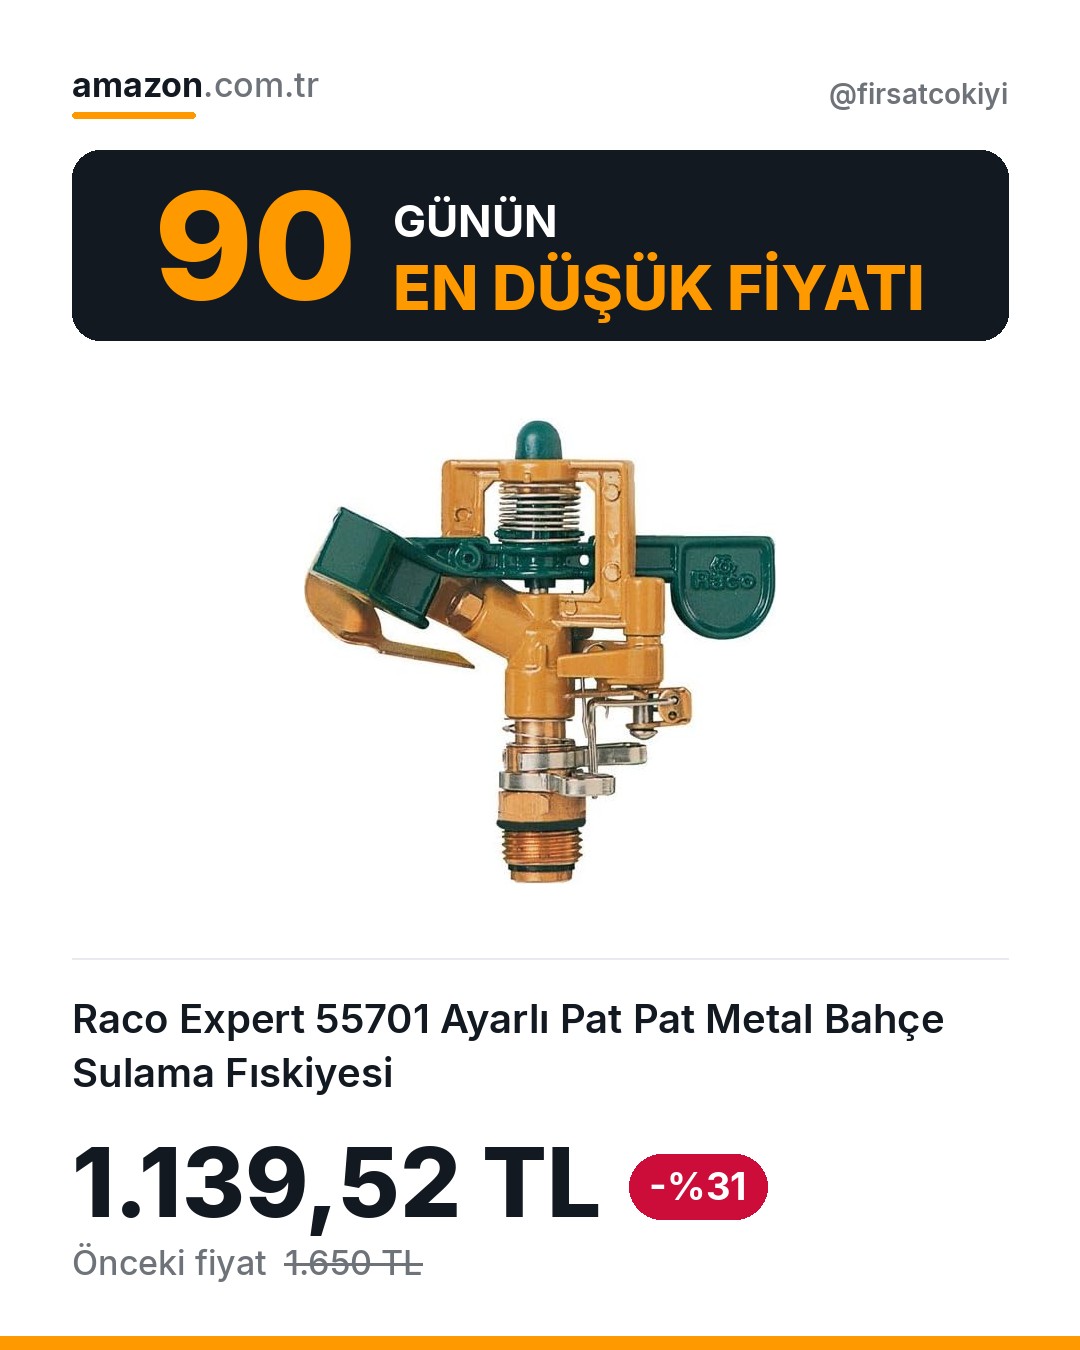 amazon.com.tr
@firsatcokiyi
90 GÜNÜN
EN DÜŞÜK FİYATI
Raco
Raco Expert 55701 Ayarlı Pat Pat Metal Bahçe
Sulama Fıskiyesi
1.139,52 TL -%31
Önceki fiyat 1.650 TL